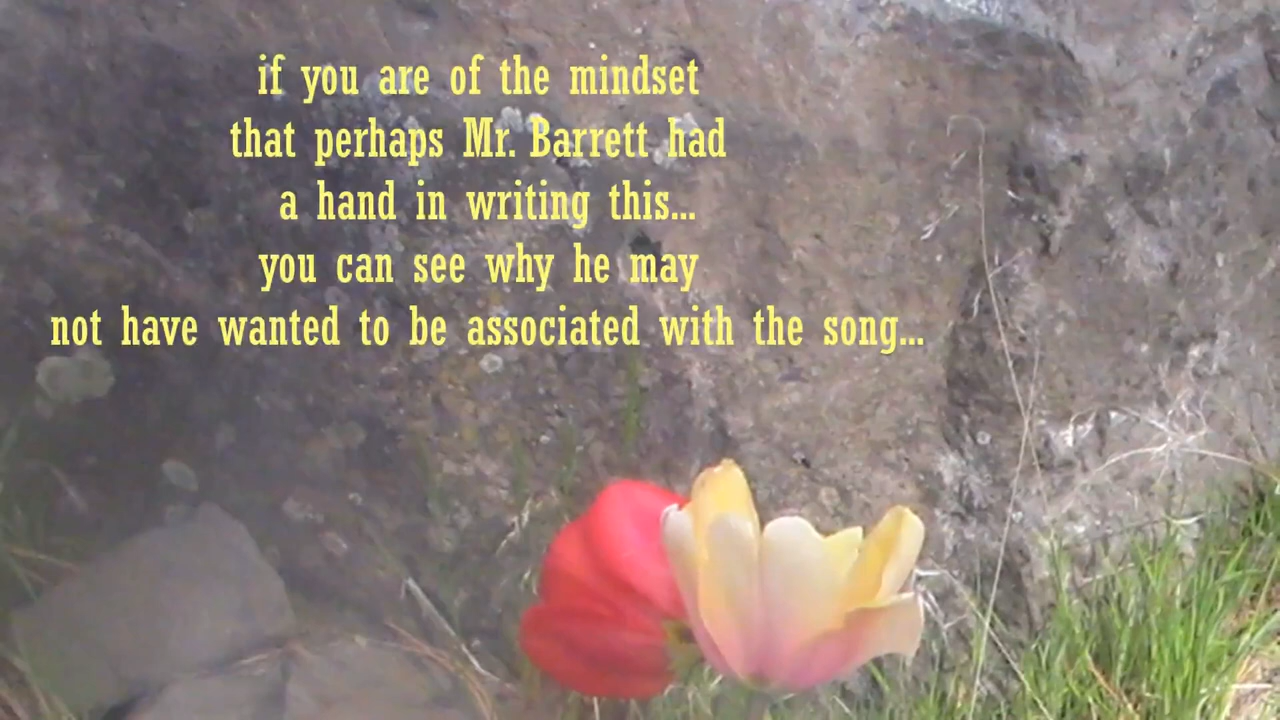 if you are of the mindset
that perhaps Mr. Barrett had
a hand in writing this...
you can see why he may
not have wanted to be associated with the song...